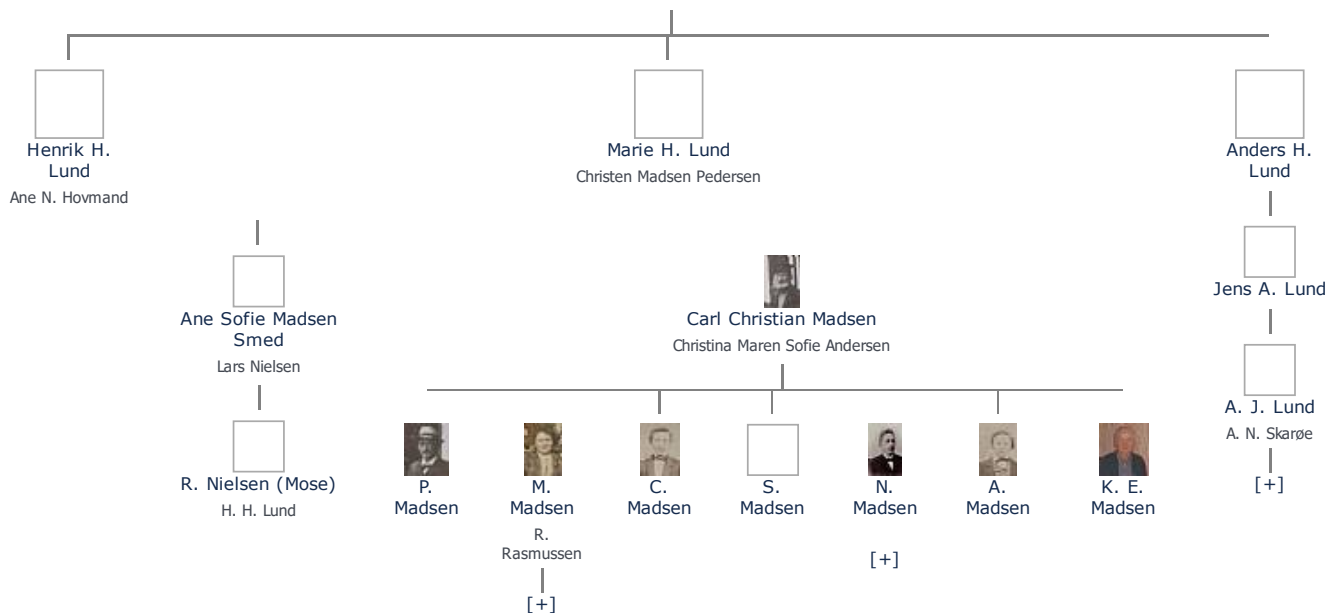 Henrik H.
Lund
Ane N. Hovmand
Marie H. Lund
Christen Madsen Pedersen
Anders H.
Lund
Ane Sofie Madsen
Smed
Lars Nielsen
Carl Christian Madsen
Christina Maren Sofie Andersen
Jens A. Lund
R. Nielsen (Mose)
H. H. Lund
P.
Madsen
M.
Madsen
R.
Rasmussen
[+]
C.
Madsen
S.
Madsen
N.
Madsen
[+]
A.
Madsen
K. E.
Madsen
A. J. Lund
A. N. Skarøe
[+]